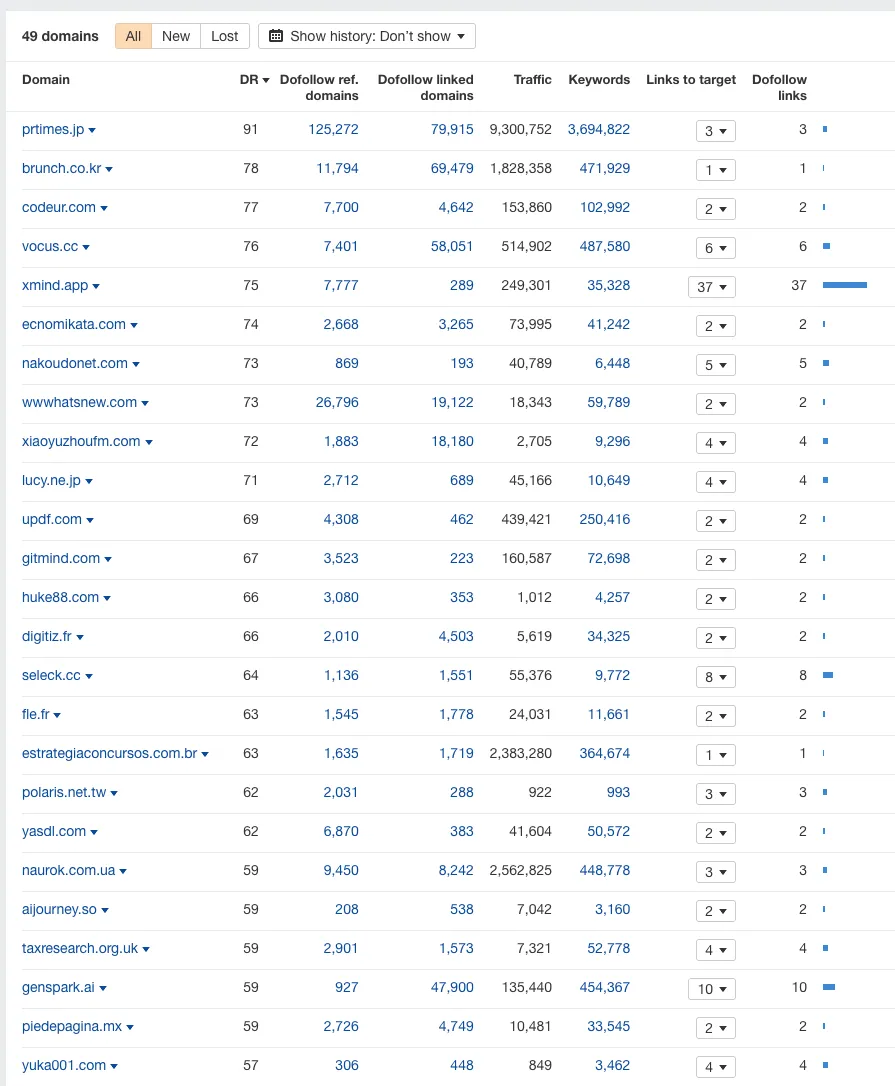 49 domains All New Lost Show history: Don't show
Domain DR Dofollow ref. domains Dofollow linked domains Traffic Keywords Links to target Dofollow links
prtimes.jp 91 125,272 79,915 9,300,752 3,694,822 3 3
brunch.co.kr 78 11,794 69,479 1,828,358 471,929 1 1
codeur.com 77 7,700 4,642 153,860 102,992 2 2
vocus.cc 76 7,401 58,051 514,902 487,580 6 6
xmind.app 75 7,777 289 249,301 35,328 37 37
ecnomikata.com 74 2,668 3,265 73,995 41,242 2 2
nakoudonet.com 73 869 193 40,789 6,448 5 5
wwwhatsnew.com 73 26,796 19,122 18,343 59,789 2 2
xiaoyuzhoufm.com 72 1,883 18,180 2,705 9,296 4 4
lucy.ne.jp 71 2,712 689 45,166 10,649 4 4
updf.com 69 4,308 462 439,421 250,416 2 2
gitmind.com 67 3,523 223 160,587 72,698 2 2
huke88.com 66 3,080 353 1,012 4,257 2 2
digitiz.fr 66 2,010 4,503 5,619 34,325 2 2
seleck.cc 64 1,136 1,551 55,376 9,772 8 8
fle.fr 63 1,545 1,778 24,031 11,661 2 2
estrategiaconcursos.com.br 63 1,635 1,719 2,383,280 364,674 1 1
polaris.net.tw 62 2,031 288 922 993 3 3
yasdl.com 62 6,870 383 41,604 50,572 2 2
naurok.com.ua 59 9,450 8,242 2,562,825 448,778 3 3
aijourney.so 59 208 538 7,042 3,160 2 2
taxresearch.org.uk 59 2,901 1,573 7,321 52,778 4 4
genspark.ai 59 927 47,900 135,440 454,367 10 10
piedepagina.mx 59 2,726 4,749 10,481 33,545 2 2
yuka001.com 57 306 448 849 3,462 4 4